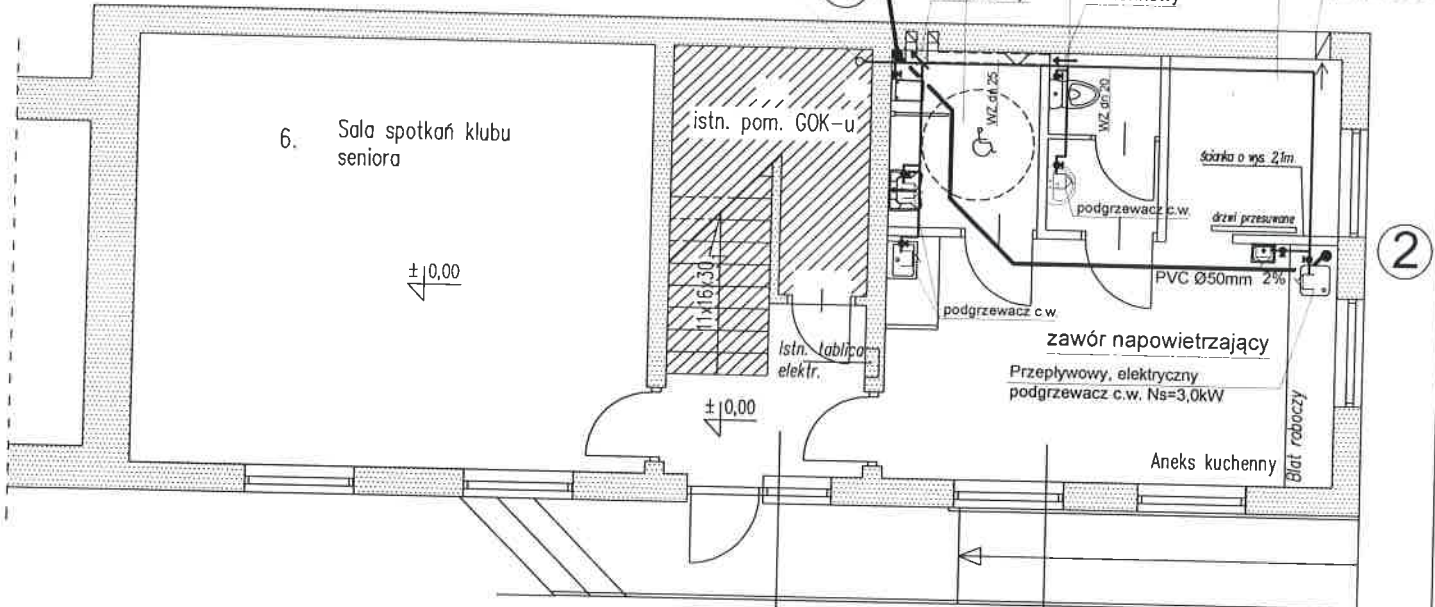 6. Sala spotkań klubu
seniora
± 0,00
istn. pom. GOK-u
11x16x30
Istn. tablica
elektr.
± 0,00
WZ dn 25
WZ dn 20
podgrzewacz c.w.
ścianka o wys. 2,1m.
drzwi przesuwane
PVC Ø50mm 2%
2
podgrzewacz c.w.
zawór napowietrzający
Przepływowy, elektryczny
podgrzewacz c.w. Ns=3,0kW
Aneks kuchenny
Blat roboczy